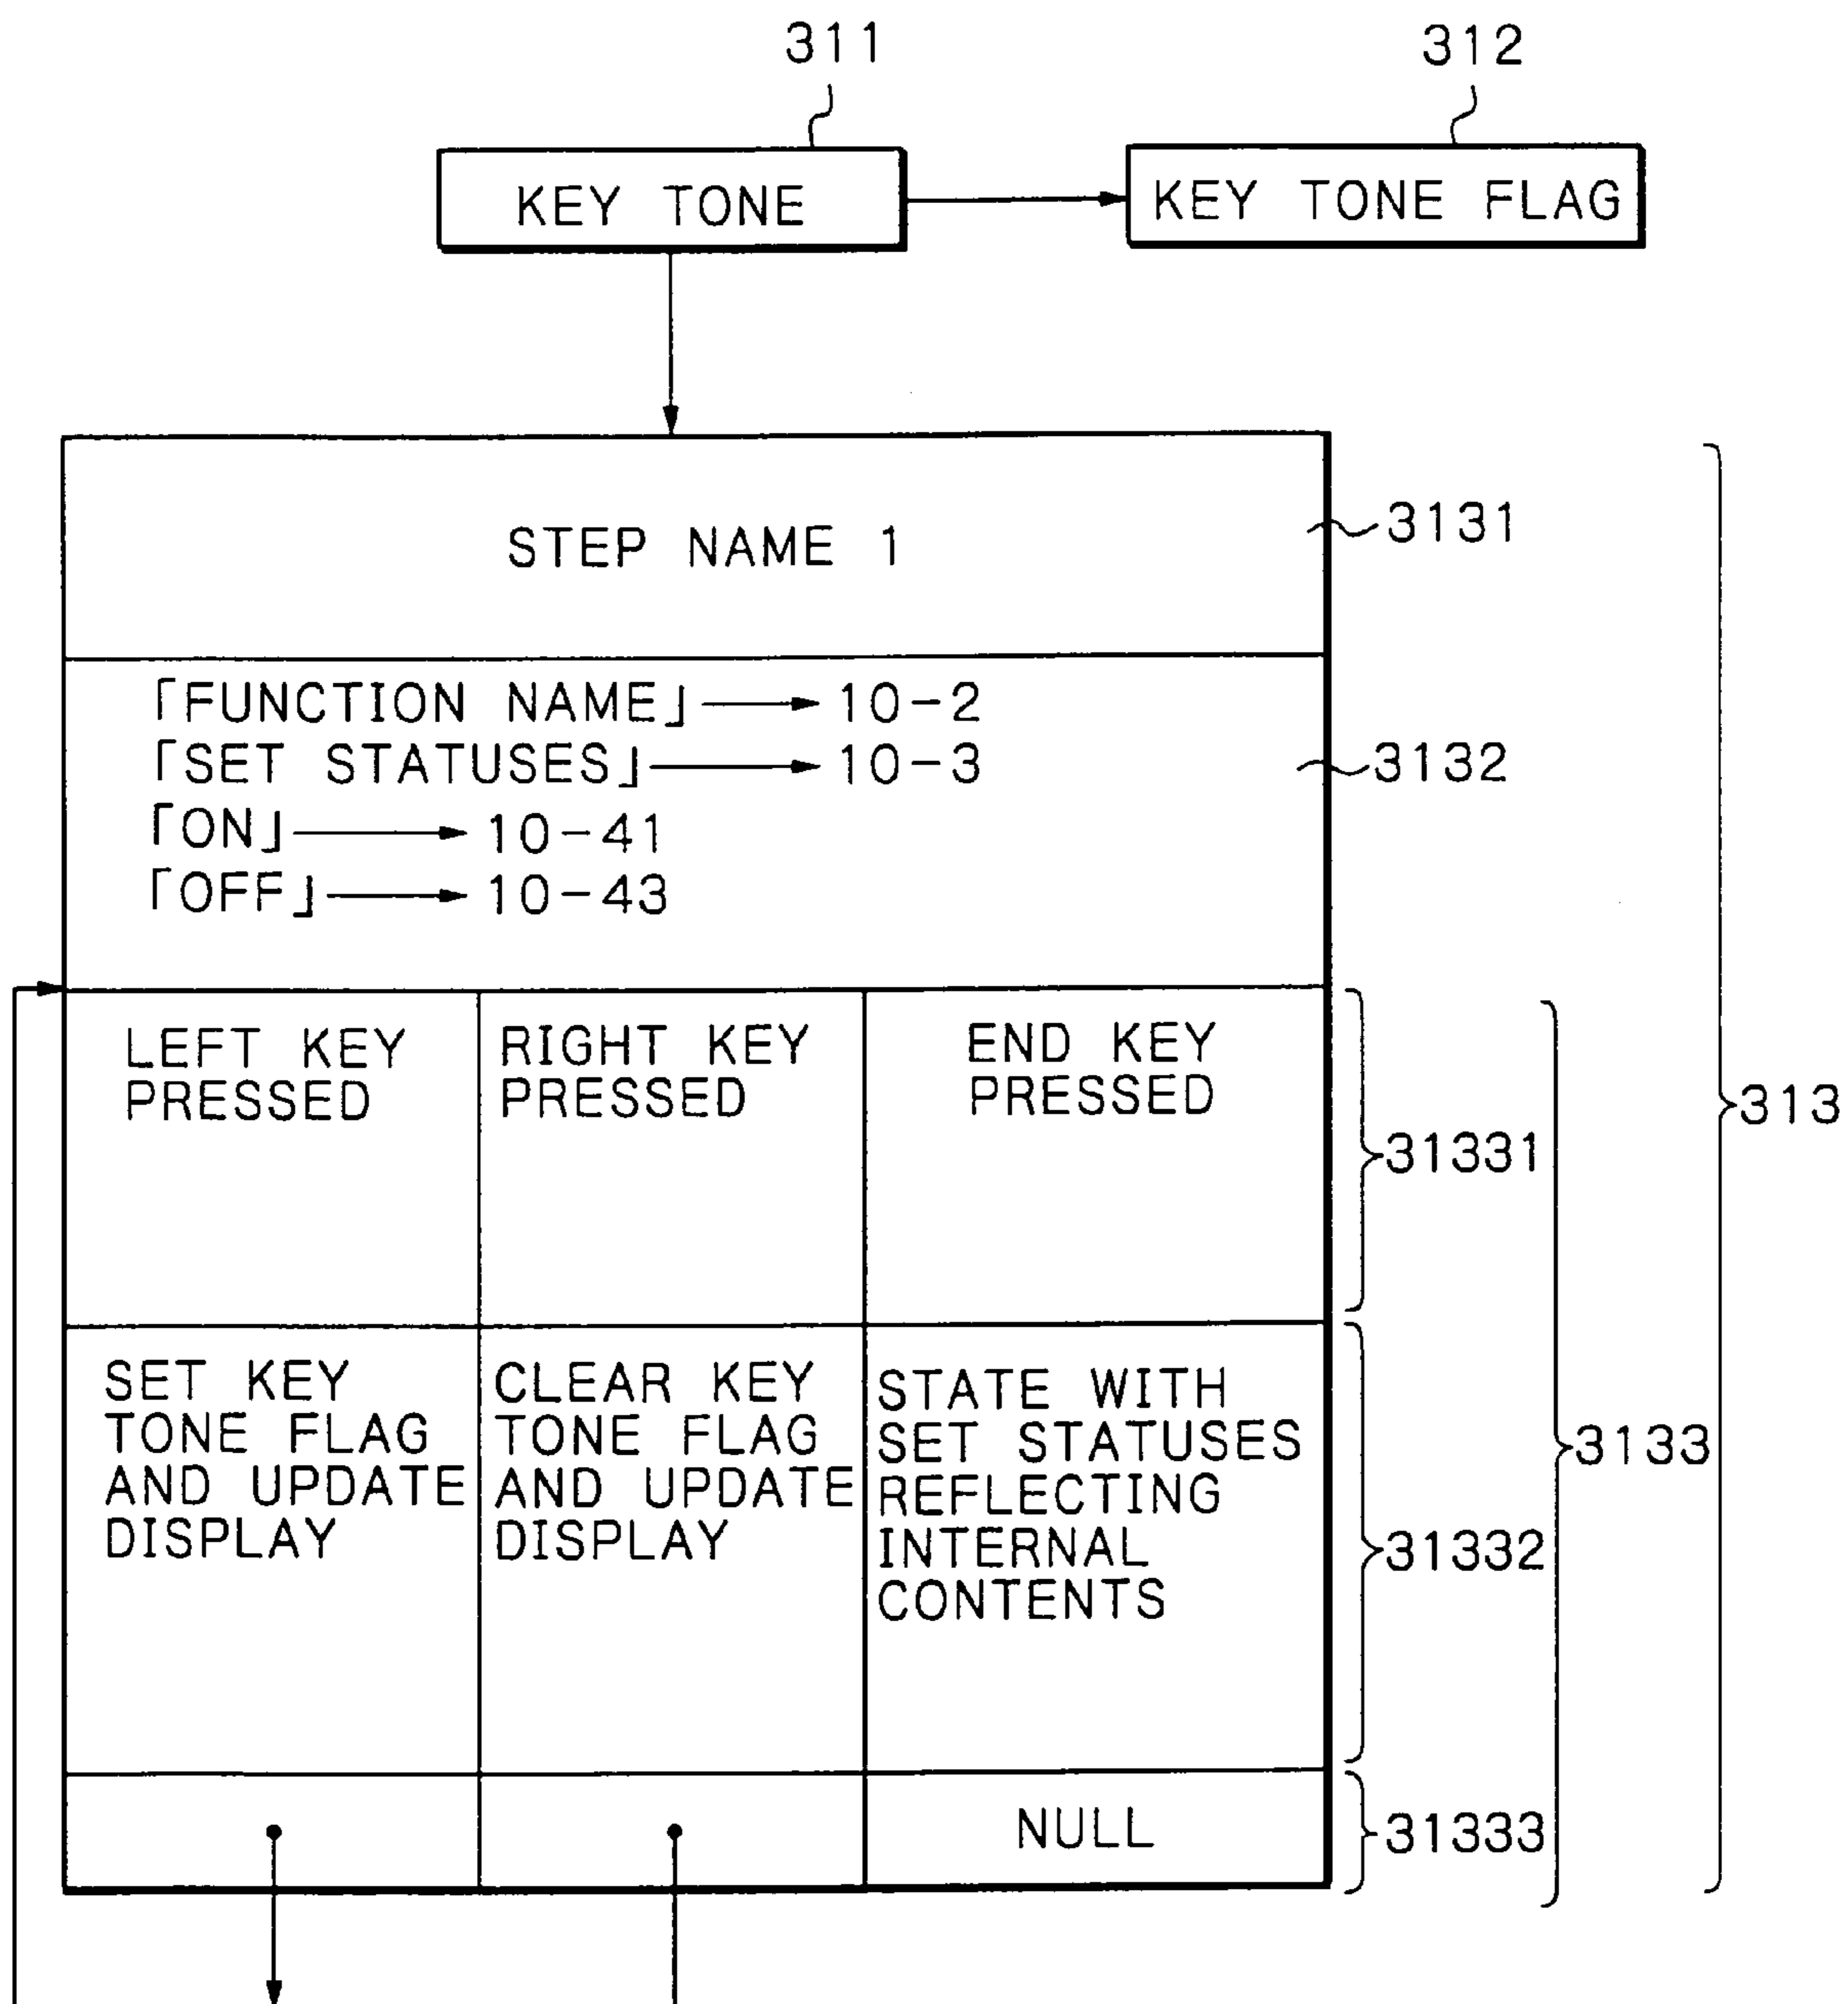 311
312
KEY TONE
KEY TONE FLAG
STEP NAME 1
3131
「FUNCTION NAME」 → 10-2
「SET STATUSES」 → 10-3
3132
「ON」 → 10-41
「OFF」 → 10-43
LEFT KEY
PRESSED
RIGHT KEY
PRESSED
END KEY
PRESSED
313
31331
SET KEY
TONE FLAG
AND UPDATE
DISPLAY
CLEAR KEY
TONE FLAG
AND UPDATE
DISPLAY
STATE WITH
SET STATUSES
REFLECTING
INTERNAL
CONTENTS
3133
31332
NULL
31333